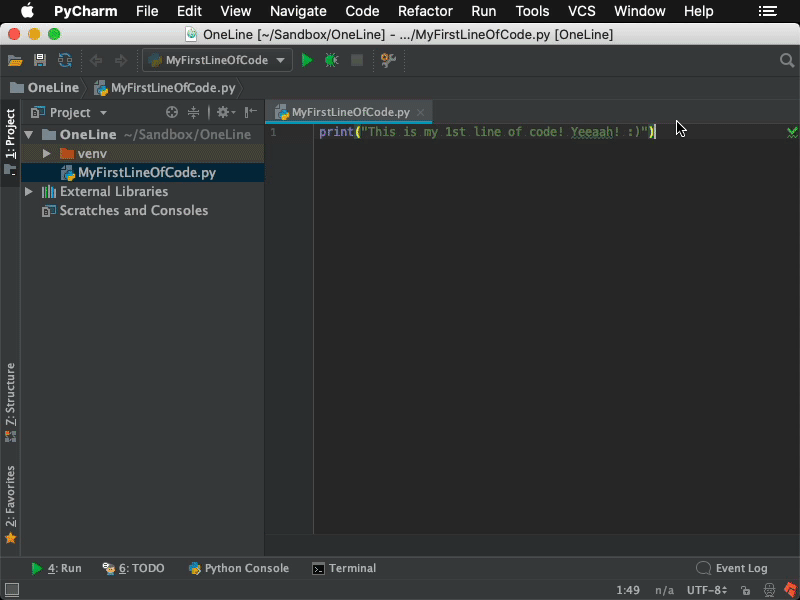 PyCharm File Edit View Navigate Code Refactor Run Tools VCS Window Help
OneLine [~/Sandbox/OneLine] - .../MyFirstLineOfCode.py [OneLine]
MyFirstLineOfCode
OneLine MyFirstLineOfCode.py
1: Project
Project
MyFirstLineOfCode.py
OneLine ~/Sandbox/OneLine
venv
MyFirstLineOfCode.py
External Libraries
Scratches and Consoles
1 print("This is my 1st line of code! Yeeaah! :)")
7: Structure
2: Favorites
4: Run 6: TODO Python Console Terminal Event Log
1:49 n/a UTF-8